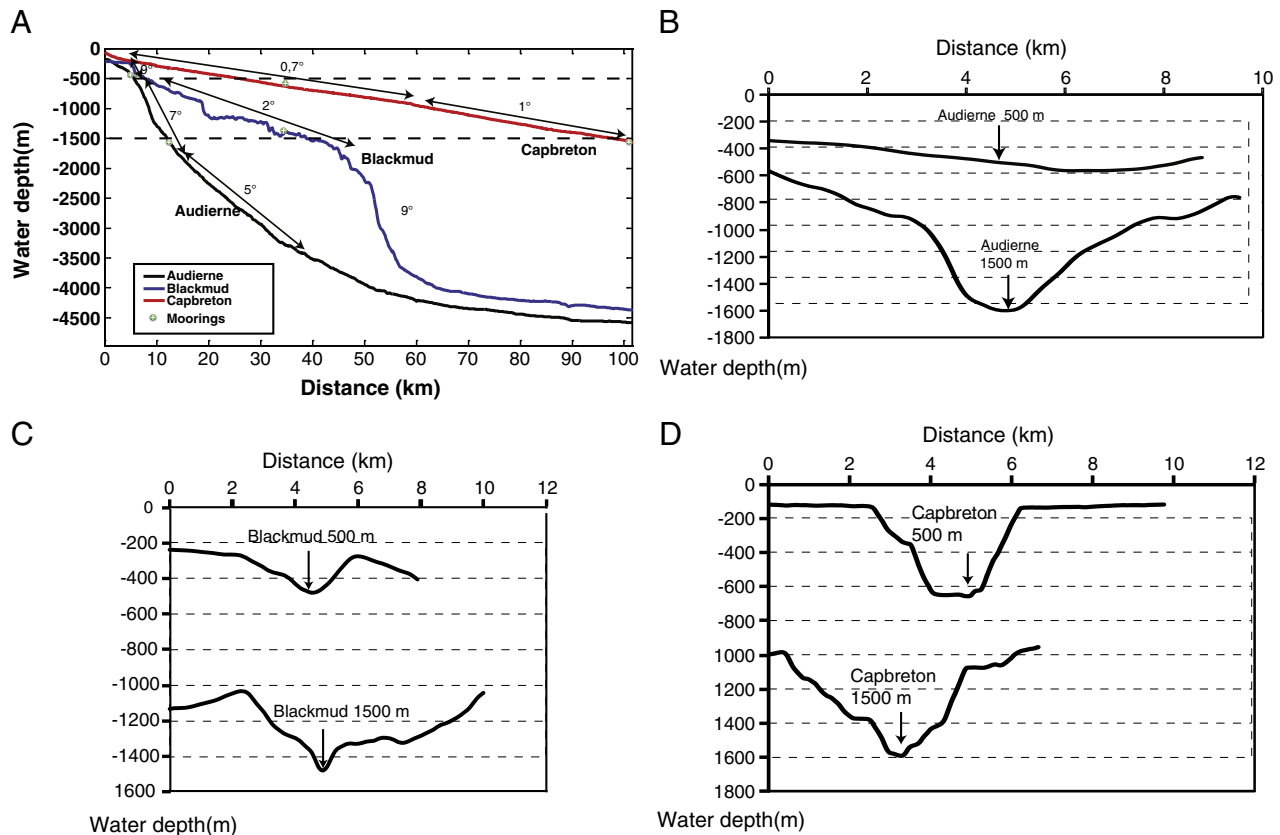 A
0
-500
-1000
-1500
-2000
-2500
-3000
-3500
-4000
-4500
Water depth(m)
9°
0,7°
7°
2°
1°
Capbreton
Blackmud
5°
9°
Audierne
Audierne
Blackmud
Capbreton
Moorings
0 10 20 30 40 50 60 70 80 90 100
Distance (km)
B
Distance (km)
0 2 4 6 8 10
0
-200
-400
-600
-800
-1000
-1200
-1400
-1600
-1800
Audierne 500 m
Audierne
1500 m
Water depth(m)
C
Distance (km)
0 2 4 6 8 10 12
0
-200
-400
-600
-800
-1000
-1200
-1400
1600
Blackmud 500 m
Blackmud 1500 m
Water depth(m)
D
Distance (km)
0 2 4 6 8 10 12
0
-200
-400
-600
-800
1000
1200
1400
1600
1800
Capbreton
500 m
Capbreton
1500 m
Water depth(m)